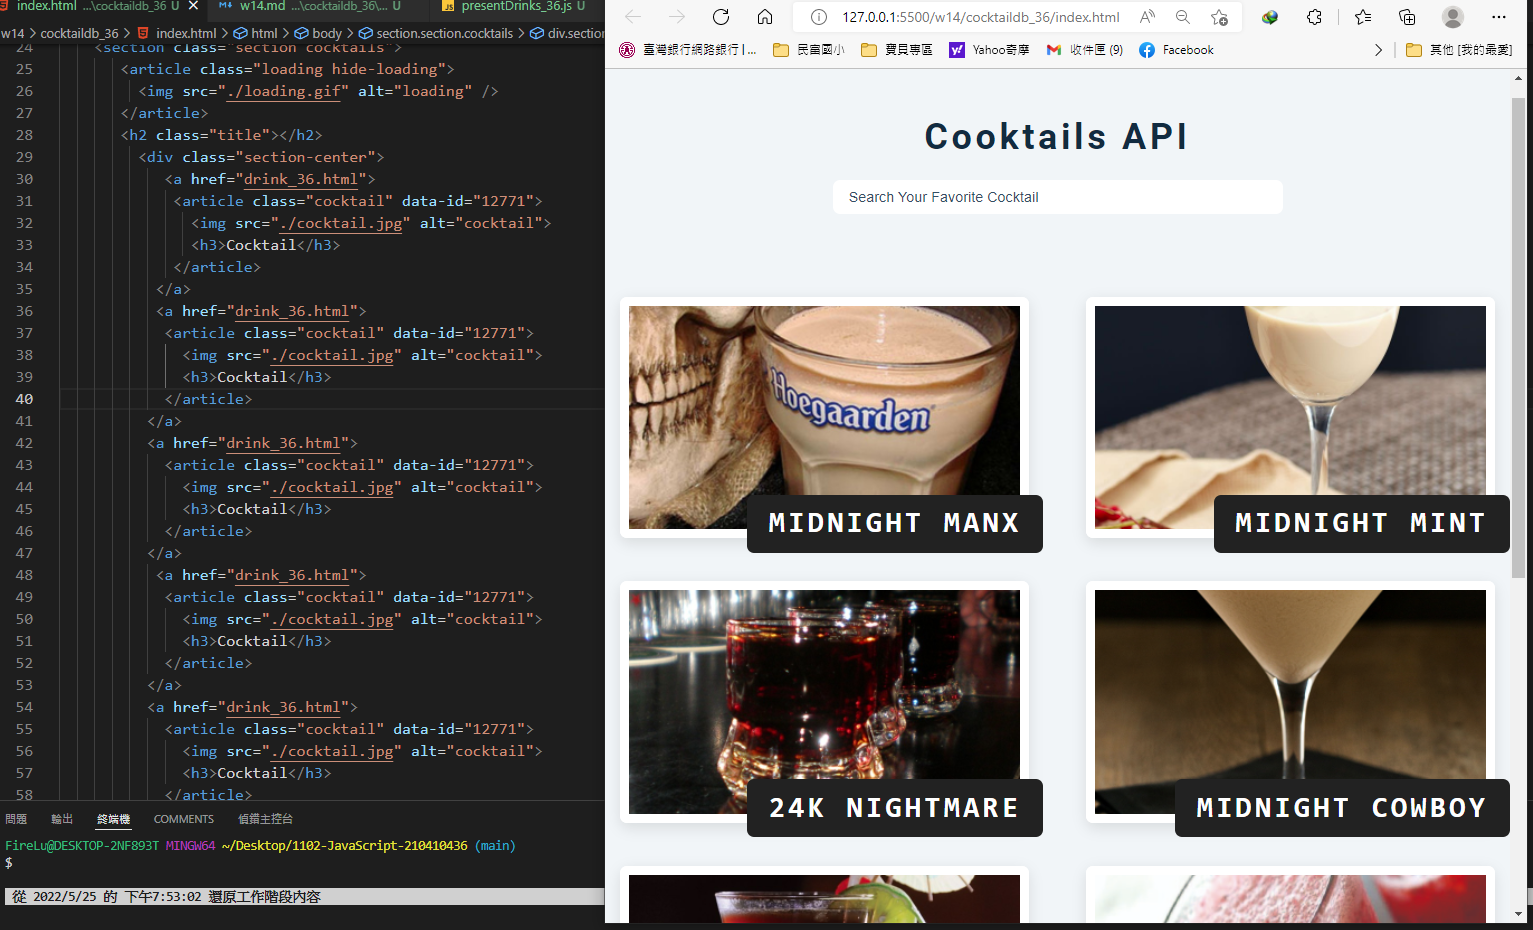 index.html ...\cocktaildb_36 U
w14.md ...\cocktaildb_36\... U
JS presentDrinks_36.js U
w14 > cocktaildb_36 > index.html > html > body > section.section.cocktails > div.section
24 <section class="section cocktails">
25 <article class="loading hide-loading">
26 <img src="./loading.gif" alt="loading" />
27 </article>
28 <h2 class="title"></h2>
29 <div class="section-center">
30 <a href="drink_36.html">
31 <article class="cocktail" data-id="12771">
32 <img src="./cocktail.jpg" alt="cocktail">
33 <h3>Cocktail</h3>
34 </article>
35 </a>
36 <a href="drink_36.html">
37 <article class="cocktail" data-id="12771">
38 <img src="./cocktail.jpg" alt="cocktail">
39 <h3>Cocktail</h3>
40 </article>
41 </a>
42 <a href="drink_36.html">
43 <article class="cocktail" data-id="12771">
44 <img src="./cocktail.jpg" alt="cocktail">
45 <h3>Cocktail</h3>
46 </article>
47 </a>
48 <a href="drink_36.html">
49 <article class="cocktail" data-id="12771">
50 <img src="./cocktail.jpg" alt="cocktail">
51 <h3>Cocktail</h3>
52 </article>
53 </a>
54 <a href="drink_36.html">
55 <article class="cocktail" data-id="12771">
56 <img src="./cocktail.jpg" alt="cocktail">
57 <h3>Cocktail</h3>
58 </article>
問題 輸出 終端機 COMMENTS 偵錯主控台
FireLu@DESKTOP-2NF893T MINGW64 ~/Desktop/1102-JavaScript-210410436 (main)
$
從 2022/5/25 的 下午7:53:02 還原工作階段內容
127.0.0.1:5500/w14/cocktaildb_36/index.html
臺灣銀行網路銀行 | ... 民富國小 寶貝專區 Yahoo奇摩 收件匣 (9) Facebook 其他 [我的最愛]
Cooktails API
Search Your Favorite Cocktail
Hoegaarden
MIDNIGHT MANX
MIDNIGHT MINT
24K NIGHTMARE
MIDNIGHT COWBOY